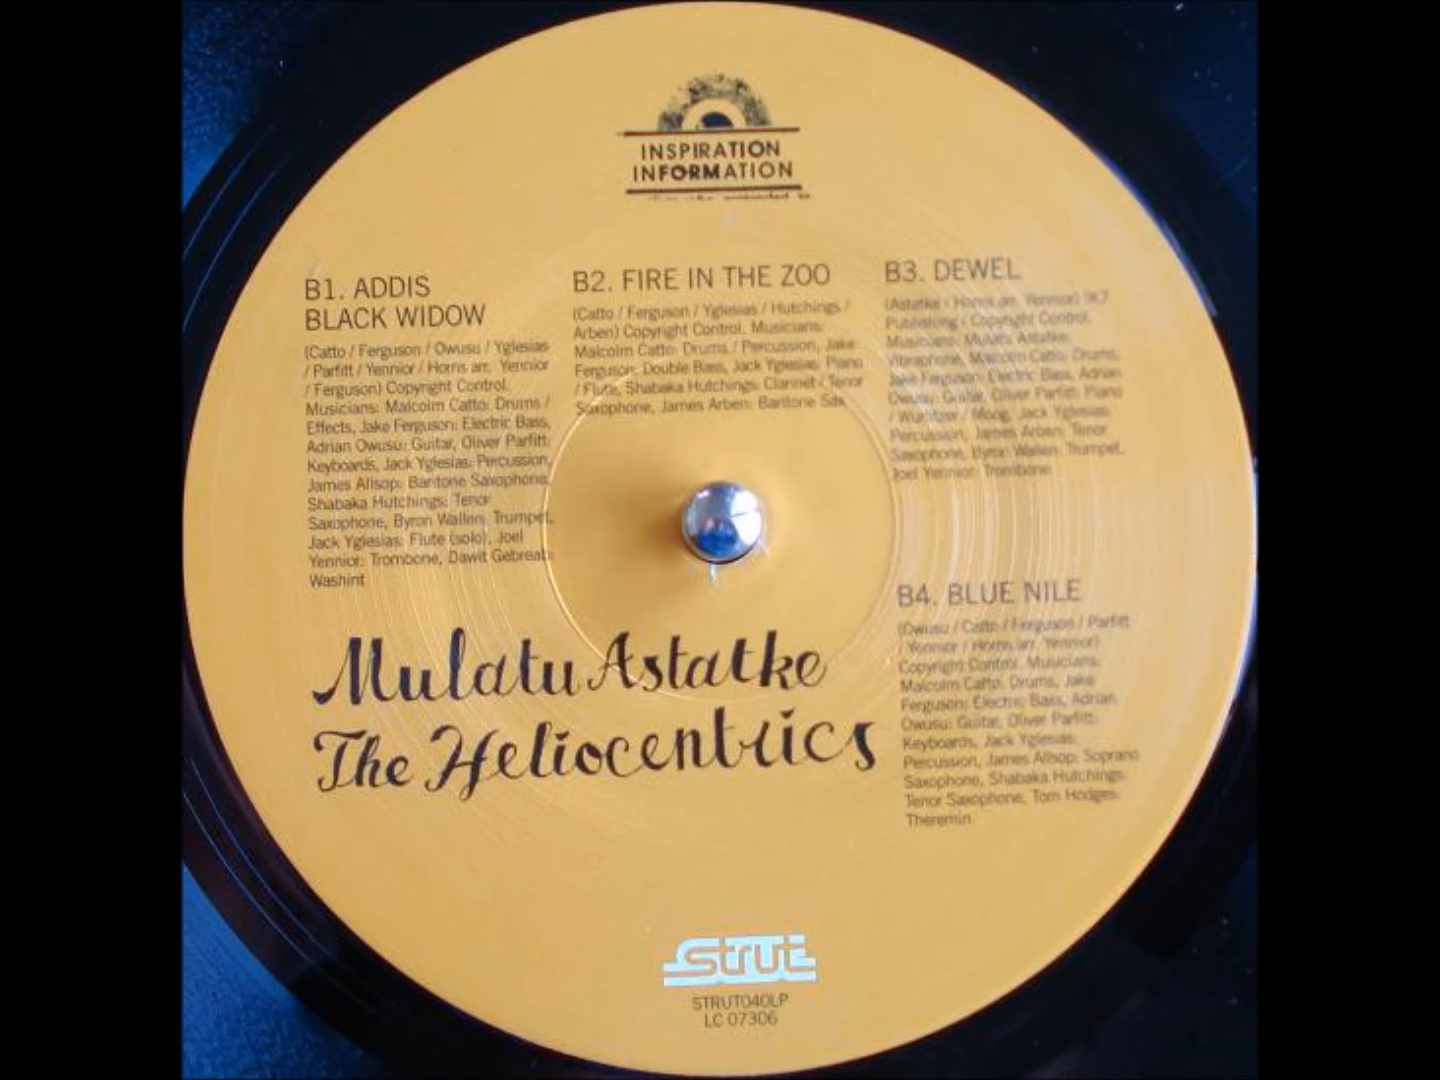 INSPIRATION
INFORMATION
B1. ADDIS
BLACK WIDOW
(Catto / Ferguson / Owusu / Yglesias
/ Parfitt / Yennior / Horns arr. Yennior
/ Ferguson) Copyright Control.
Musicians: Malcolm Catto: Drums /
Effects, Jake Ferguson: Electric Bass,
Adrian Owusu: Guitar, Oliver Parfitt:
Keyboards, Jack Yglesias: Percussion,
James Allsop: Baritone Saxophone,
Shabaka Hutchings: Tenor
Saxophone, Byron Wallen: Trumpet,
Jack Yglesias: Flute (solo), Joel
Yennior: Trombone, Dawit Gebreab:
Washint
B2. FIRE IN THE ZOO
(Catto / Ferguson / Yglesias / Hutchings /
Arben) Copyright Control. Musicians:
Malcolm Catto: Drums / Percussion, Jake
Ferguson: Double Bass, Jack Yglesias: Piano
/ Flute, Shabaka Hutchings: Clarinet / Tenor
Saxophone, James Arben: Baritone Sax
B3. DEWEL
(Astatke / Horns arr. Yennior) !K7
Publishing / Copyright Control.
Musicians: Mulatu Astatke:
Vibraphone, Malcolm Catto: Drums,
Jake Ferguson: Electric Bass, Adrian
Owusu: Guitar, Oliver Parfitt: Piano
/ Wurlitzer / Moog, Jack Yglesias:
Percussion, James Arben: Tenor
Saxophone, Byron Wallen: Trumpet,
Joel Yennior: Trombone
B4. BLUE NILE
(Owusu / Catto / Ferguson / Parfitt
/ Yennior / Horns arr. Yennior)
Copyright Control. Musicians:
Malcolm Catto: Drums, Jake
Ferguson: Electric Bass, Adrian
Owusu: Guitar, Oliver Parfitt:
Keyboards, Jack Yglesias:
Percussion, James Allsop: Soprano
Saxophone, Shabaka Hutchings:
Tenor Saxophone, Tom Hodges:
Theremin
Mulatu Astatke
The Heliocentrics
Strut
STRUT040LP
LC 07306